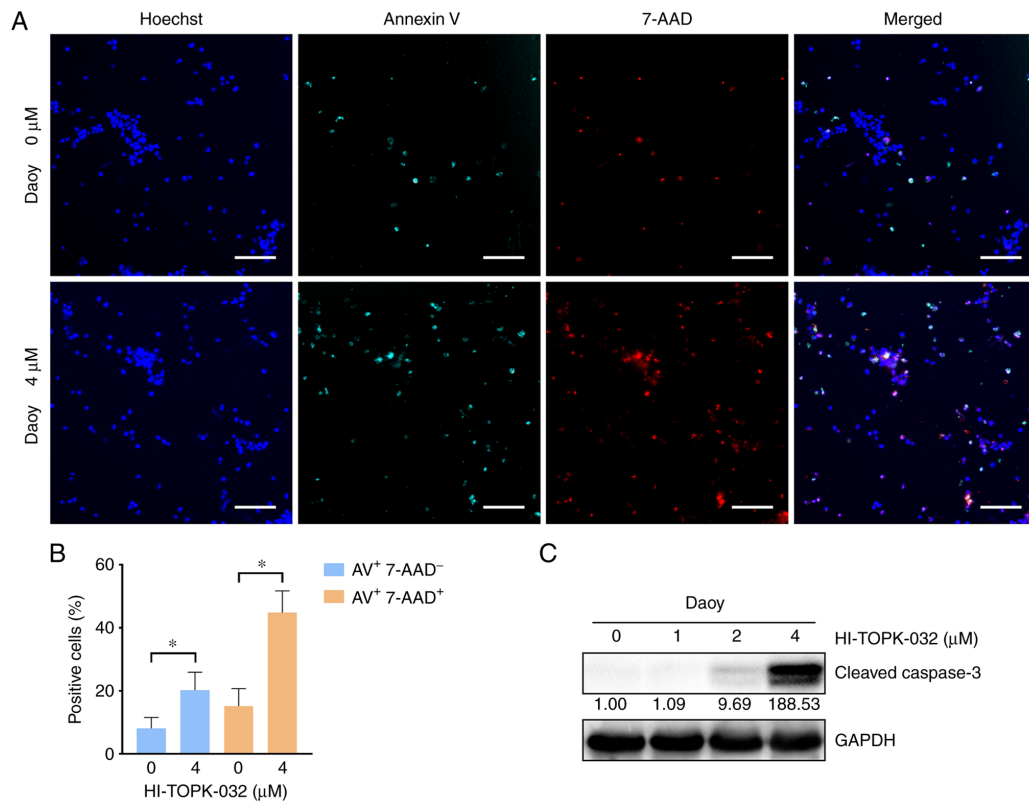 A
Hoechst Annexin V 7-AAD Merged
Daoy 0 μM
Daoy 4 μM
B
60
40
20
0
Positive cells (%)
* *
0 4 0 4
HI-TOPK-032 (μM)
AV⁺ 7-AAD⁻
AV⁺ 7-AAD⁺
C
Daoy
0 1 2 4 HI-TOPK-032 (μM)
Cleaved caspase-3
1.00 1.09 9.69 188.53
GAPDH